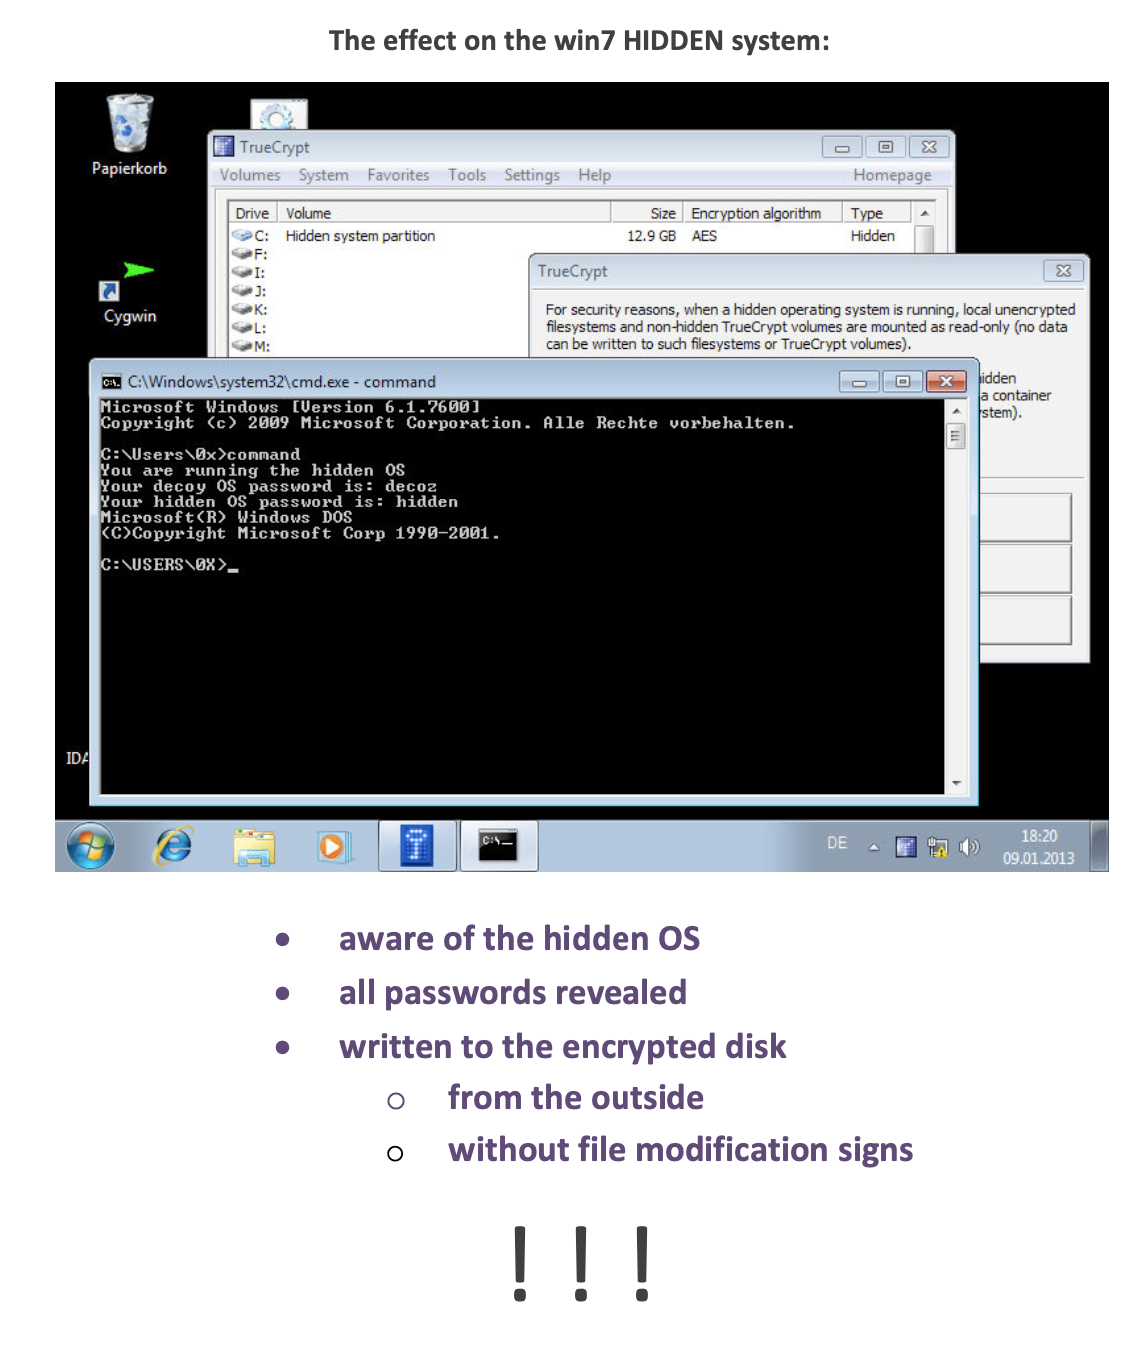 The effect on the win7 HIDDEN system:
Papierkorb
TrueCrypt
Volumes System Favorites Tools Settings Help Homepage
Drive Volume Size Encryption algorithm Type
C: Hidden system partition 12.9 GB AES Hidden
F:
I:
J:
K:
L:
M:
Cygwin
TrueCrypt
For security reasons, when a hidden operating system is running, local unencrypted
filesystems and non-hidden TrueCrypt volumes are mounted as read-only (no data
can be written to such filesystems or TrueCrypt volumes).
a container
C:\Windows\system32\cmd.exe - command
Microsoft Windows [Version 6.1.7600]
Copyright (c) 2009 Microsoft Corporation. Alle Rechte vorbehalten.
C:\Users\0x>command
You are running the hidden OS
Your decoy OS password is: decoz
Your hidden OS password is: hidden
Microsoft(R) Windows DOS
(C)Copyright Microsoft Corp 1990-2001.
C:\USERS\0X>_
IDA
C:\_
DE
18:20
09.01.2013
• aware of the hidden OS
• all passwords revealed
• written to the encrypted disk
o from the outside
o without file modification signs
! ! !